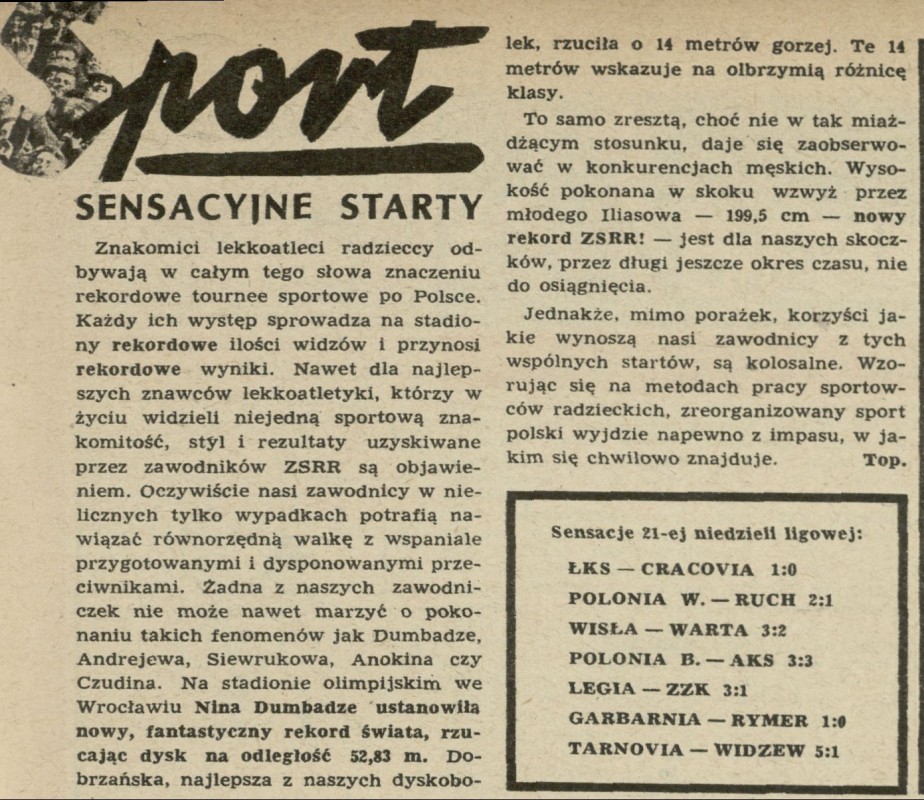 Sport
SENSACYJNE STARTY
Znakomici lekkoatleci radzieccy od-
bywają w całym tego słowa znaczeniu
rekordowe tournee sportowe po Polsce.
Każdy ich występ sprowadza na stadio-
ny rekordowe ilości widzów i przynosi
rekordowe wyniki. Nawet dla najlep-
szych znawców lekkoatletyki, którzy w
życiu widzieli niejedną sportową zna-
komitość, styl i rezultaty uzyskiwane
przez zawodników ZSRR są objawie-
niem. Oczywiście nasi zawodnicy w nie-
licznych tylko wypadkach potrafią na-
wiązać równorzędną walkę z wspaniale
przygotowanymi i dysponowanymi prze-
ciwnikami. Żadna z naszych zawodni-
czek nie może nawet marzyć o poko-
naniu takich fenomenów jak Dumbadze,
Andrejewa, Siewrukowa, Anokina czy
Czudina. Na stadionie olimpijskim we
Wrocławiu Nina Dumbadze ustanowiła
nowy, fantastyczny rekord świata, rzu-
cając dysk na odległość 52,83 m. Do-
brzańska, najlepsza z naszych dyskobo-
lek, rzuciła o 14 metrów gorzej. Te 14
metrów wskazuje na olbrzymią różnicę
klasy.
To samo zresztą, choć nie w tak miaż-
dżącym stosunku, daje się zaobserwo-
wać w konkurencjach męskich. Wyso-
kość pokonana w skoku wzwyż przez
młodego Iliasowa — 199,5 cm — nowy
rekord ZSRR! — jest dla naszych skocz-
ków, przez długi jeszcze okres czasu, nie
do osiągnięcia.
Jednakże, mimo porażek, korzyści ja-
kie wynoszą nasi zawodnicy z tych
wspólnych startów, są kolosalne. Wzo-
rując się na metodach pracy sportow-
ców radzieckich, zreorganizowany sport
polski wyjdzie napewno z impasu, w ja-
kim się chwilowo znajduje. Top.
Sensacje 21-ej niedzieli ligowej:
ŁKS — CRACOVIA 1:0
POLONIA W. — RUCH 2:1
WISŁA — WARTA 3:2
POLONIA B. — AKS 3:3
LEGIA — ZZK 3:1
GARBARNIA — RYMER 1:0
TARNOVIA — WIDZEW 5:1